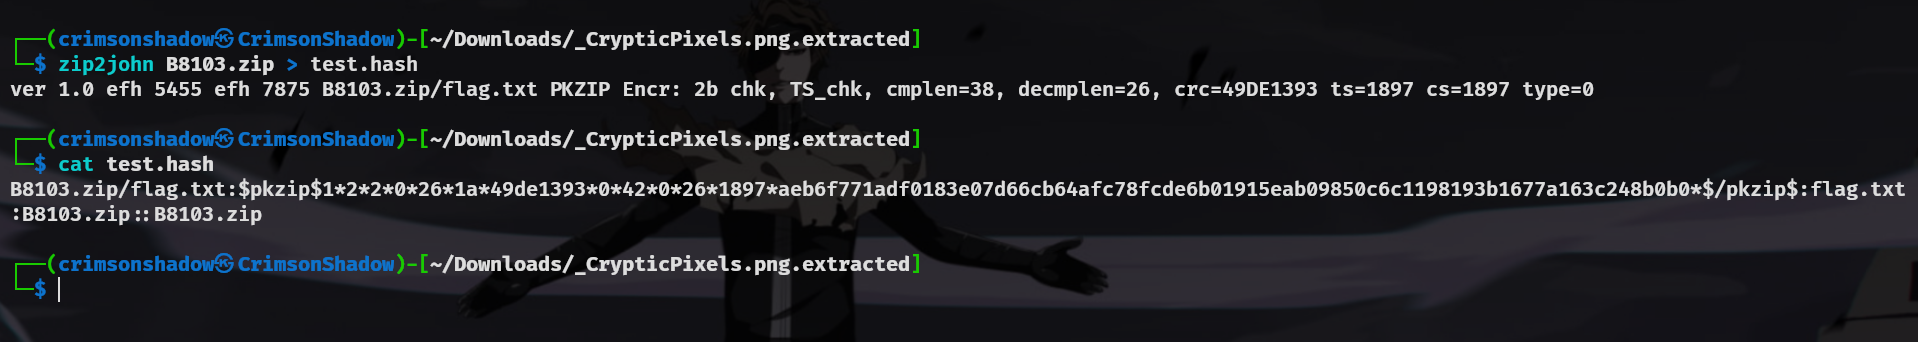 ┌──(crimsonshadow㉿CrimsonShadow)-[~/Downloads/_CrypticPixels.png.extracted]
└─$ zip2john B8103.zip > test.hash
ver 1.0 efh 5455 efh 7875 B8103.zip/flag.txt PKZIP Encr: 2b chk, TS_chk, cmplen=38, decmplen=26, crc=49DE1393 ts=1897 cs=1897 type=0
┌──(crimsonshadow㉿CrimsonShadow)-[~/Downloads/_CrypticPixels.png.extracted]
└─$ cat test.hash
B8103.zip/flag.txt:$pkzip$1*2*2*0*26*1a*49de1393*0*42*0*26*1897*aeb6f771adf0183e07d66cb64afc78fcde6b01915eab09850c6c1198193b1677a163c248b0b0*$/pkzip$:flag.txt
:B8103.zip::B8103.zip
┌──(crimsonshadow㉿CrimsonShadow)-[~/Downloads/_CrypticPixels.png.extracted]
└─$